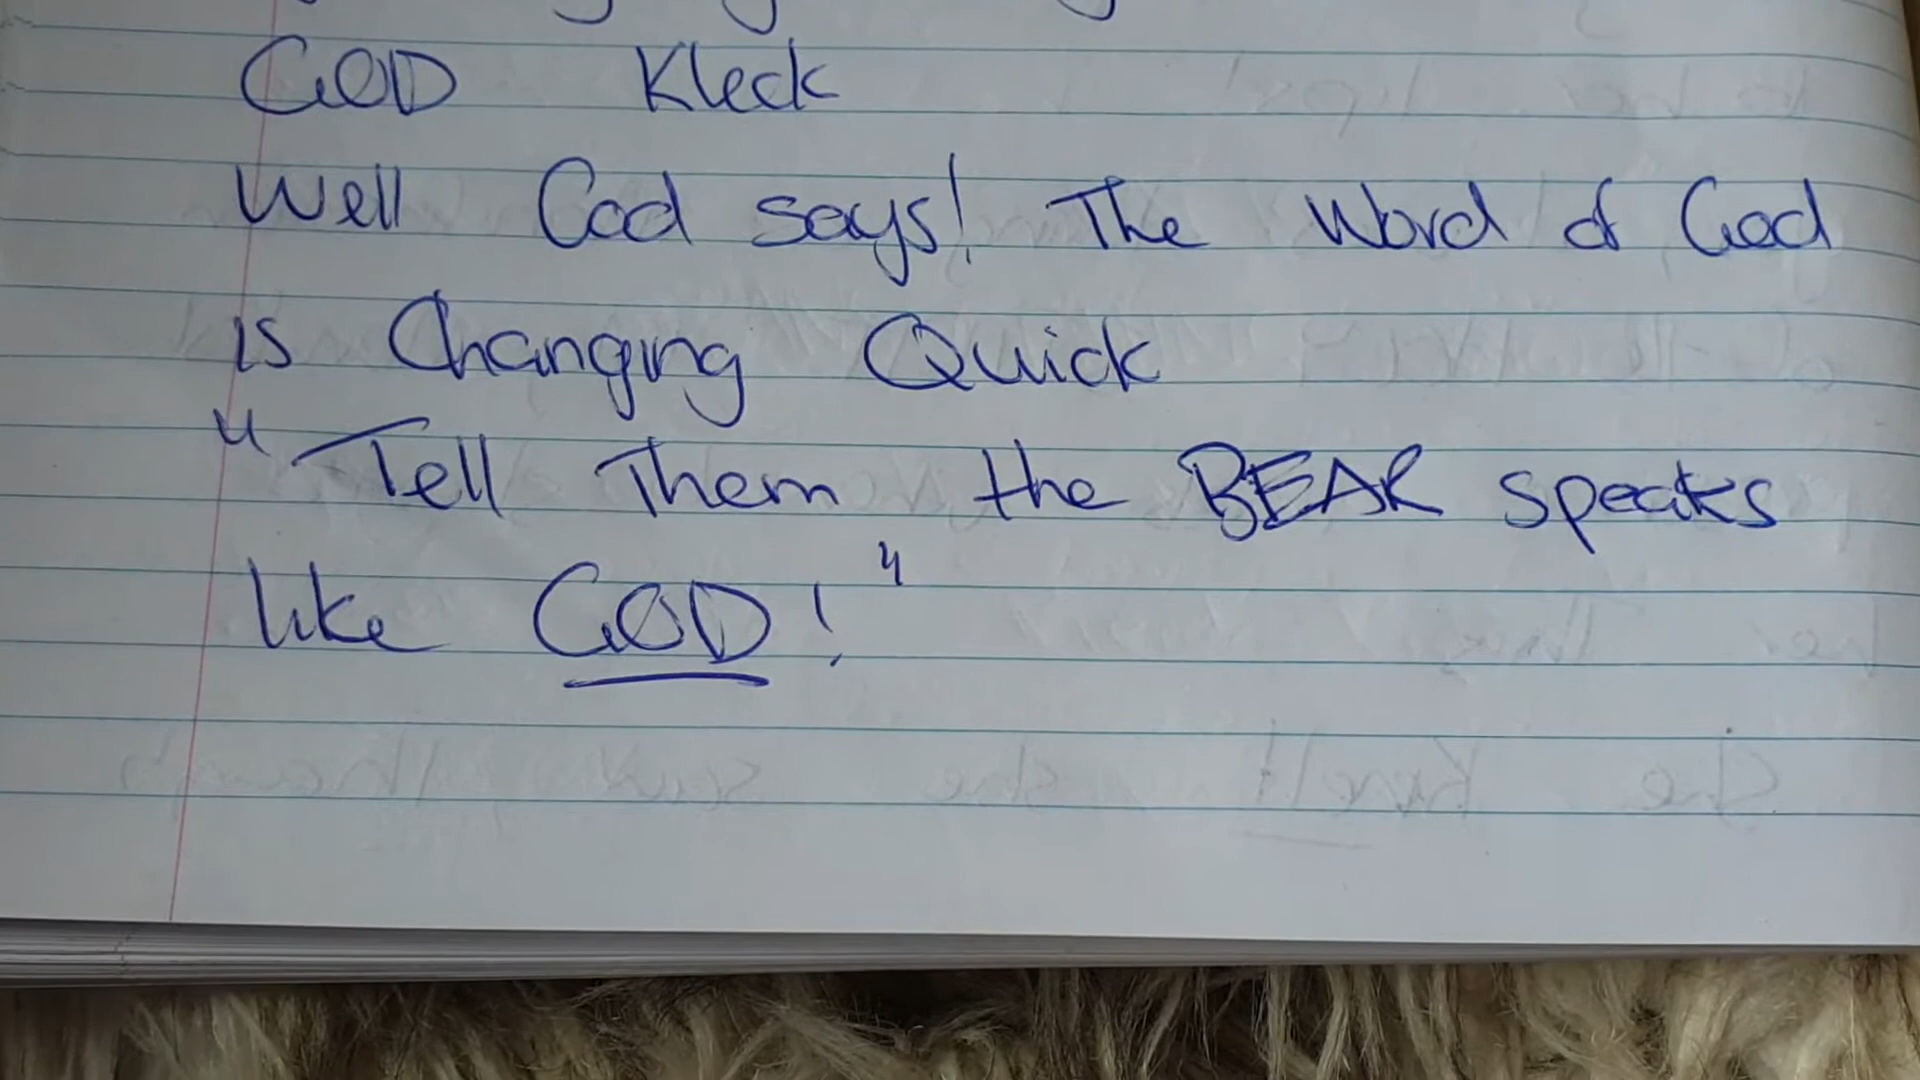 GOD Kleck
Well God says! The Word of God
is Changing Quick
"Tell Them the BEAR speaks
like GOD!"